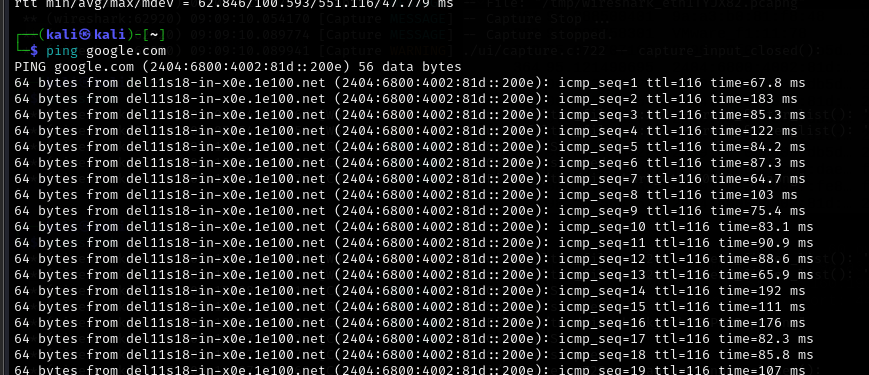 rtt min/avg/max/mdev = 62.846/100.593/551.116/47.779 ms
┌──(kali㉿kali)-[~]
└─$ ping google.com
PING google.com (2404:6800:4002:81d::200e) 56 data bytes
64 bytes from del11s18-in-x0e.1e100.net (2404:6800:4002:81d::200e): icmp_seq=1 ttl=116 time=67.8 ms
64 bytes from del11s18-in-x0e.1e100.net (2404:6800:4002:81d::200e): icmp_seq=2 ttl=116 time=183 ms
64 bytes from del11s18-in-x0e.1e100.net (2404:6800:4002:81d::200e): icmp_seq=3 ttl=116 time=85.3 ms
64 bytes from del11s18-in-x0e.1e100.net (2404:6800:4002:81d::200e): icmp_seq=4 ttl=116 time=122 ms
64 bytes from del11s18-in-x0e.1e100.net (2404:6800:4002:81d::200e): icmp_seq=5 ttl=116 time=84.2 ms
64 bytes from del11s18-in-x0e.1e100.net (2404:6800:4002:81d::200e): icmp_seq=6 ttl=116 time=87.3 ms
64 bytes from del11s18-in-x0e.1e100.net (2404:6800:4002:81d::200e): icmp_seq=7 ttl=116 time=64.7 ms
64 bytes from del11s18-in-x0e.1e100.net (2404:6800:4002:81d::200e): icmp_seq=8 ttl=116 time=103 ms
64 bytes from del11s18-in-x0e.1e100.net (2404:6800:4002:81d::200e): icmp_seq=9 ttl=116 time=75.4 ms
64 bytes from del11s18-in-x0e.1e100.net (2404:6800:4002:81d::200e): icmp_seq=10 ttl=116 time=83.1 ms
64 bytes from del11s18-in-x0e.1e100.net (2404:6800:4002:81d::200e): icmp_seq=11 ttl=116 time=90.9 ms
64 bytes from del11s18-in-x0e.1e100.net (2404:6800:4002:81d::200e): icmp_seq=12 ttl=116 time=88.6 ms
64 bytes from del11s18-in-x0e.1e100.net (2404:6800:4002:81d::200e): icmp_seq=13 ttl=116 time=65.9 ms
64 bytes from del11s18-in-x0e.1e100.net (2404:6800:4002:81d::200e): icmp_seq=14 ttl=116 time=192 ms
64 bytes from del11s18-in-x0e.1e100.net (2404:6800:4002:81d::200e): icmp_seq=15 ttl=116 time=111 ms
64 bytes from del11s18-in-x0e.1e100.net (2404:6800:4002:81d::200e): icmp_seq=16 ttl=116 time=176 ms
64 bytes from del11s18-in-x0e.1e100.net (2404:6800:4002:81d::200e): icmp_seq=17 ttl=116 time=82.3 ms
64 bytes from del11s18-in-x0e.1e100.net (2404:6800:4002:81d::200e): icmp_seq=18 ttl=116 time=85.8 ms
64 bytes from del11s18-in-x0e.1e100.net (2404:6800:4002:81d::200e): icmp_seq=19 ttl=116 time=107 ms